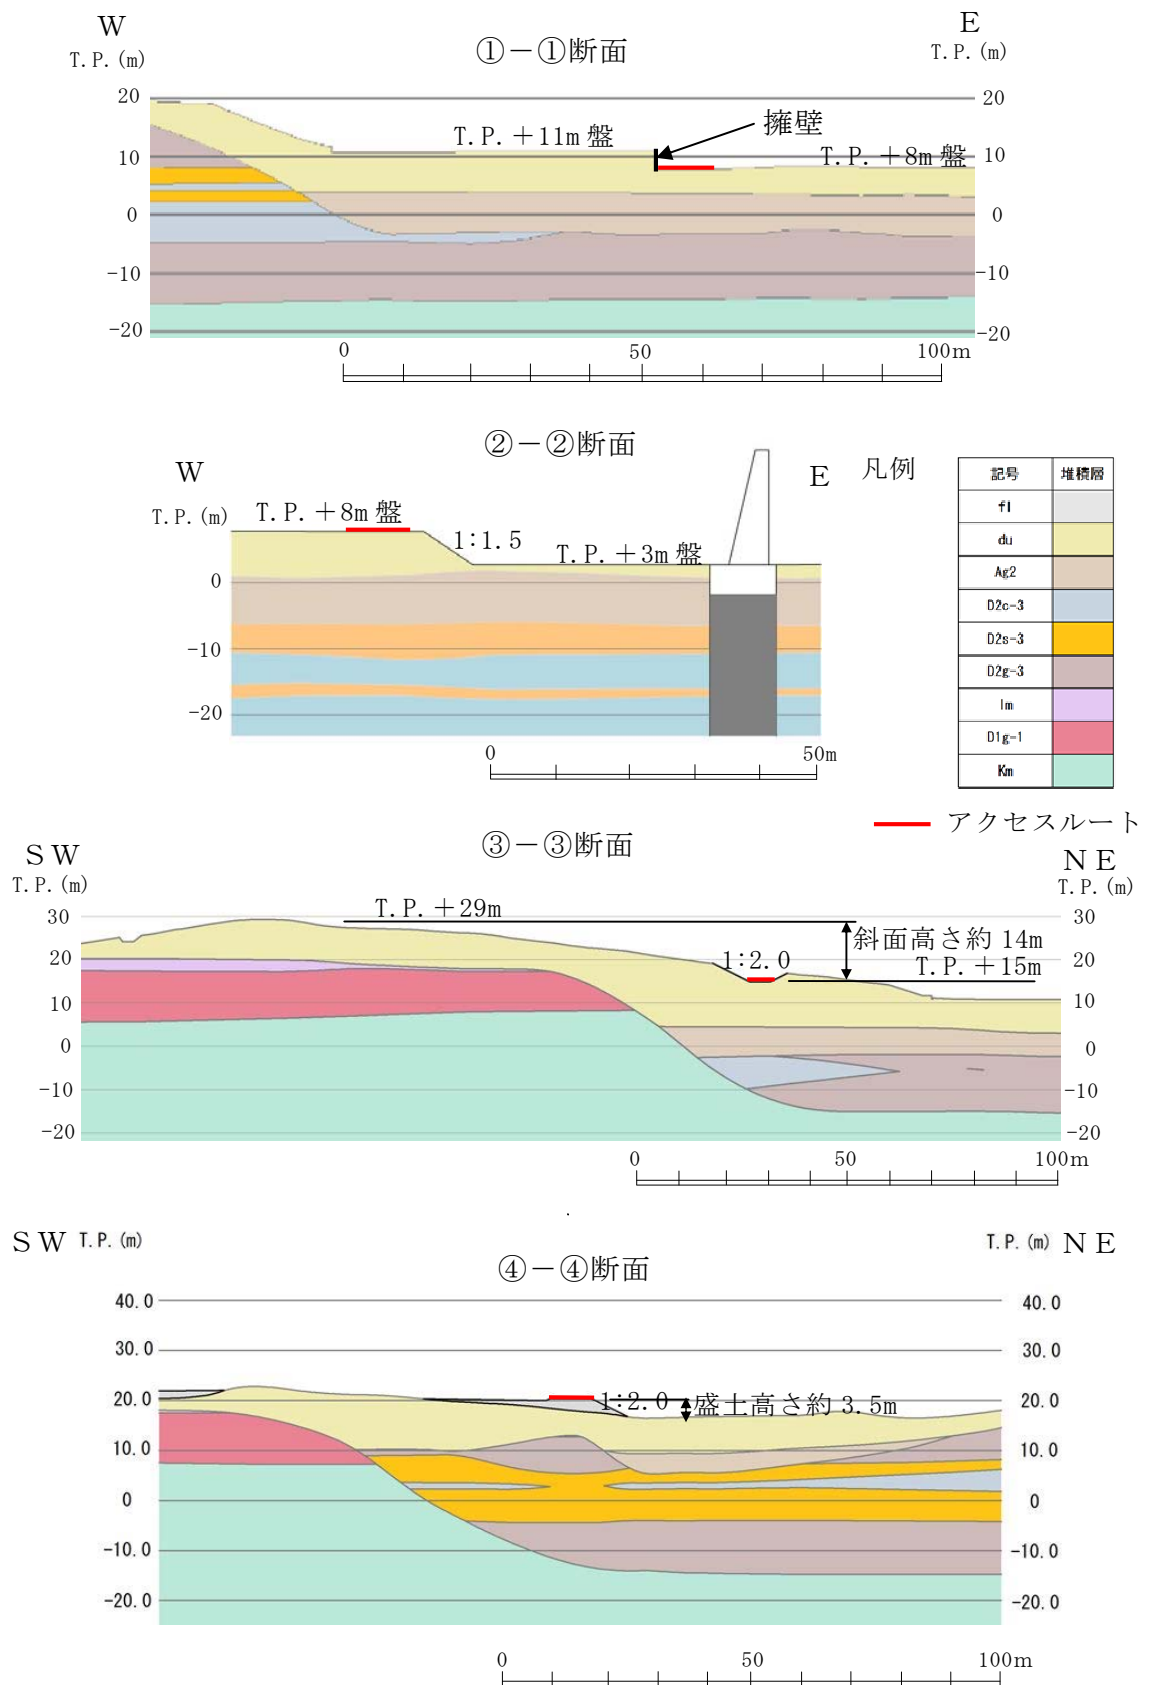 W
T.P.(m)
①－①断面
E
T.P.(m)
20
20
擁壁
T.P.＋11m盤
T.P.＋8m盤
10
10
0
0
-10
-10
-20
-20
0
50
100m
②－②断面
W
T.P.(m)
E
凡例
T.P.＋8m盤
1:1.5
T.P.＋3m盤
0
-10
-20
0
50m
記号 堆積層
fl
du
Ag2
D2c-3
D2s-3
D2g-3
lm
D1g-1
Km
アクセスルート
③－③断面
SW
T.P.(m)
NE
T.P.(m)
30
30
T.P.＋29m
斜面高さ約14m
20
20
1:2.0
T.P.＋15m
10
10
0
0
-10
-10
-20
-20
0
50
100m
SW T.P.(m)
T.P.(m) NE
④－④断面
40.0
40.0
30.0
30.0
20.0
20.0
1:2.0
盛土高さ約3.5m
10.0
10.0
0
0
-10.0
-10.0
-20.0
-20.0
0
50
100m